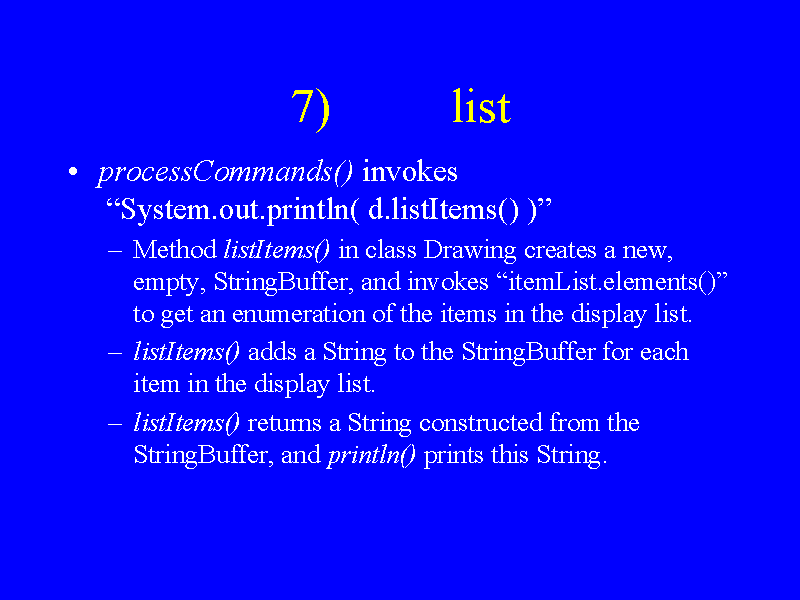 7) list
• processCommands() invokes
“System.out.println( d.listItems() )”
– Method listItems() in class Drawing creates a new,
empty, StringBuffer, and invokes “itemList.elements()”
to get an enumeration of the items in the display list.
– listItems() adds a String to the StringBuffer for each
item in the display list.
– listItems() returns a String constructed from the
StringBuffer, and println() prints this String.